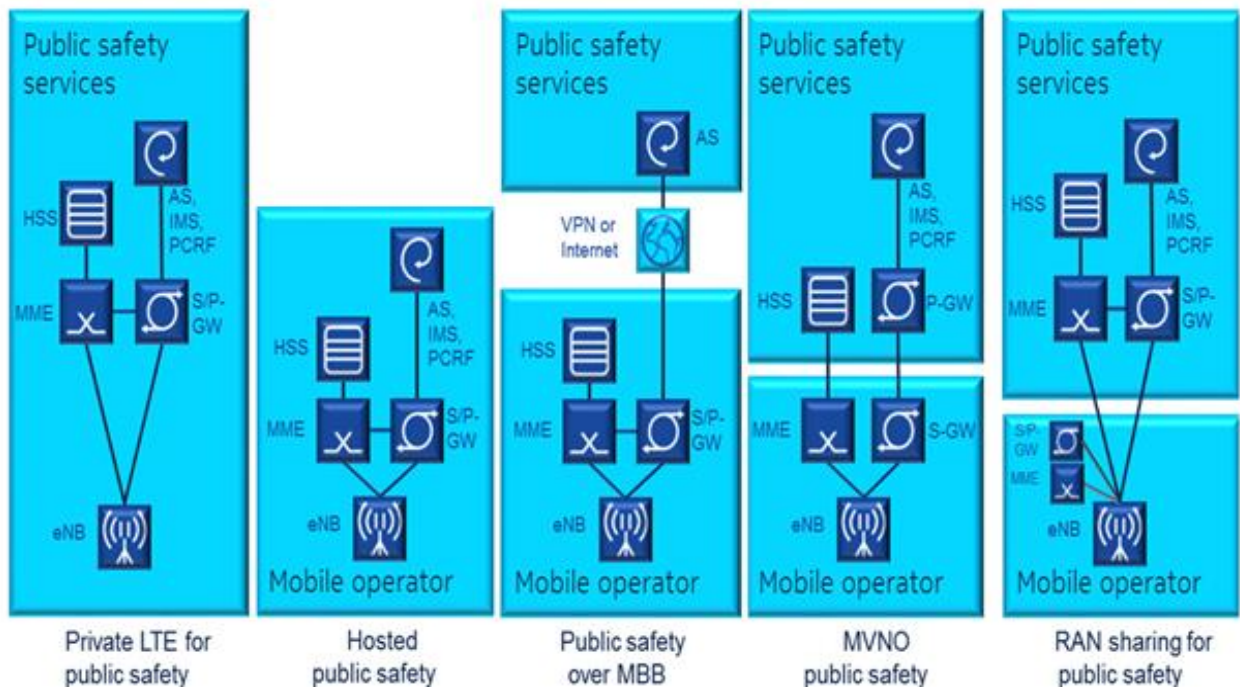 Public safety
services
HSS
AS,
IMS,
PCRF
MME
S/P-
GW
eNB
Private LTE for
public safety
AS,
IMS,
PCRF
HSS
MME
S/P-
GW
eNB
Mobile operator
Hosted
public safety
Public safety
services
AS
VPN or
Internet
HSS
MME
S/P-
GW
eNB
Mobile operator
Public safety
over MBB
Public safety
services
AS,
IMS,
PCRF
HSS
P-GW
MME
S-GW
eNB
Mobile operator
MVNO
public safety
Public safety
services
HSS
AS,
IMS,
PCRF
MME
S/P-
GW
S/P-
GW
MME
eNB
Mobile operator
RAN sharing for
public safety